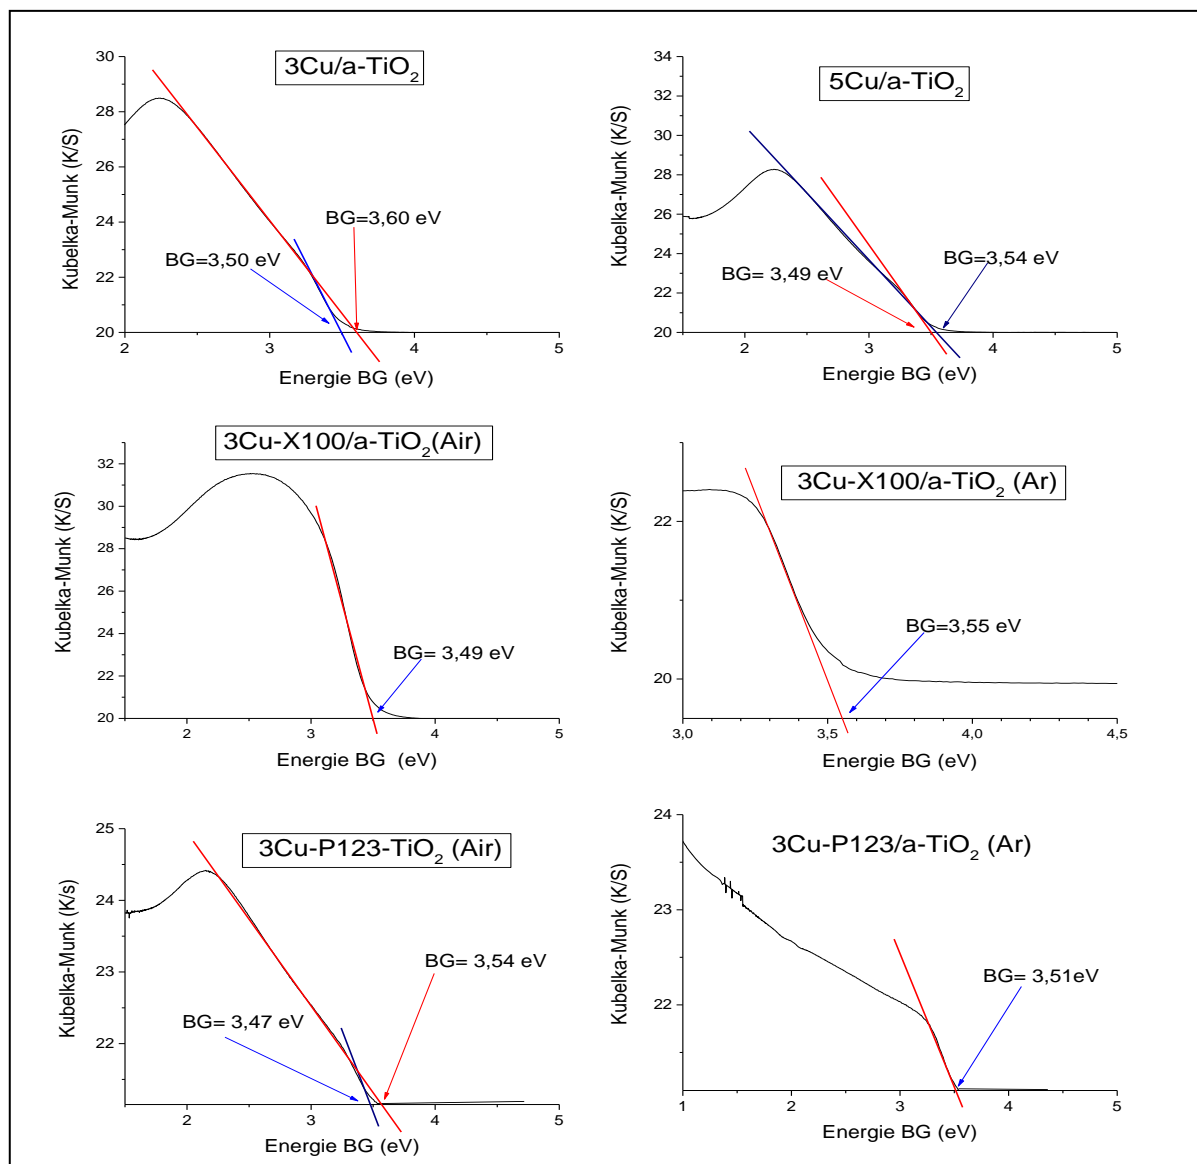 3Cu/a-TiO₂
Kubelka-Munk (K/S)
30
28
26
24
22
20
BG=3,60 eV
BG=3,50 eV
2
3
4
5
Energie BG (eV)
5Cu/a-TiO₂
Kubelka-Munk (K/S)
34
32
30
28
26
24
22
20
BG= 3,49 eV
BG=3,54 eV
2
3
4
5
Energie BG (eV)
3Cu-X100/a-TiO₂(Air)
Kubelka-Munk (K/S)
32
30
28
26
24
22
20
BG= 3,49 eV
2
3
4
5
Energie BG (eV)
3Cu-X100/a-TiO₂ (Ar)
Kubelka-Munk (K/S)
22
20
BG=3,55 eV
3,0
3,5
4,0
4,5
Energie BG (eV)
3Cu-P123-TiO₂ (Air)
Kubelka-Munk (K/s)
25
24
23
22
BG= 3,54 eV
BG= 3,47 eV
2
3
4
5
Energie BG (eV)
3Cu-P123/a-TiO₂ (Ar)
Kubelka-Munk (K/S)
24
23
22
BG= 3,51eV
1
2
3
4
5
Energie BG (eV)